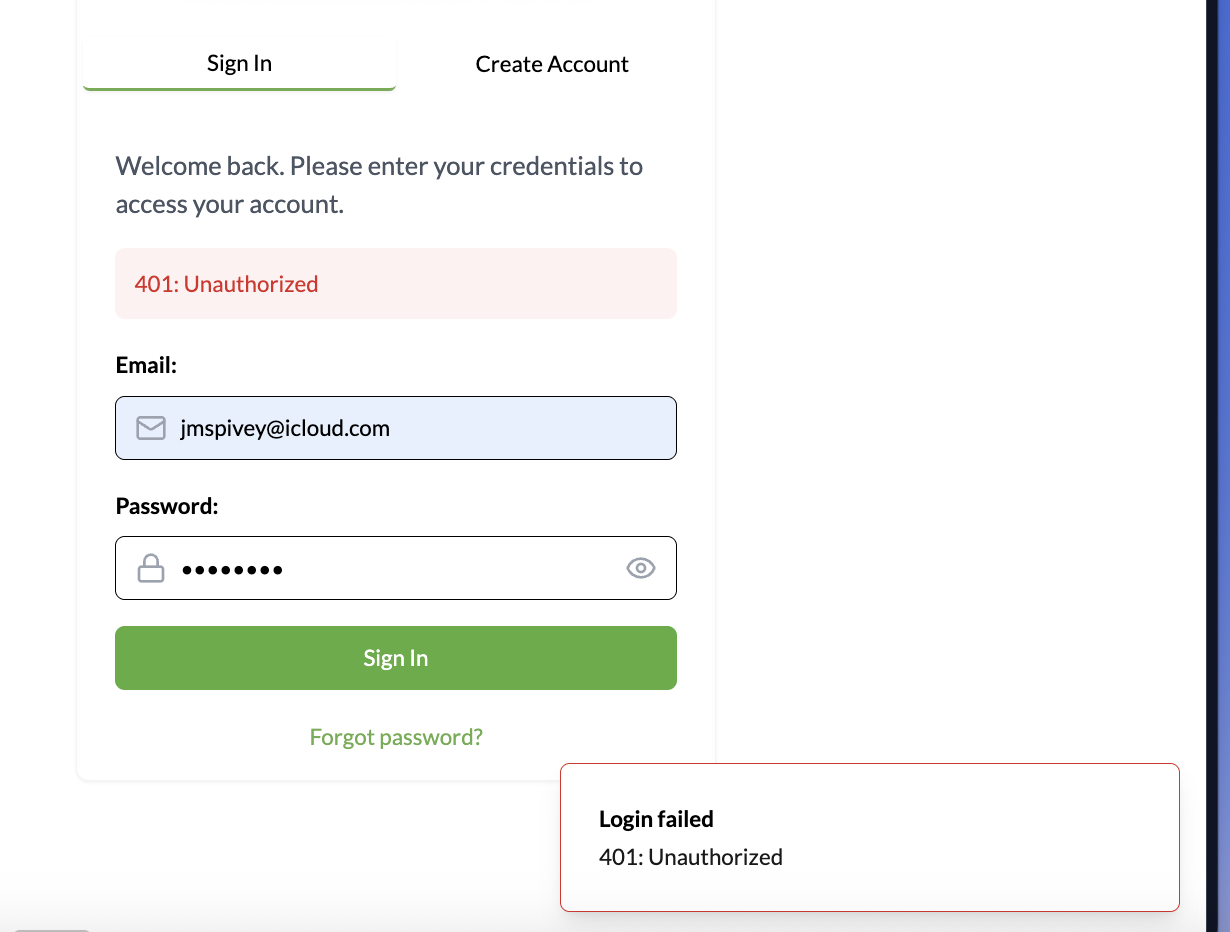 Sign In
Create Account
Welcome back. Please enter your credentials to
access your account.
401: Unauthorized
Email:
jmspivey@icloud.com
Password:
••••••••
Sign In
Forgot password?
Login failed
401: Unauthorized